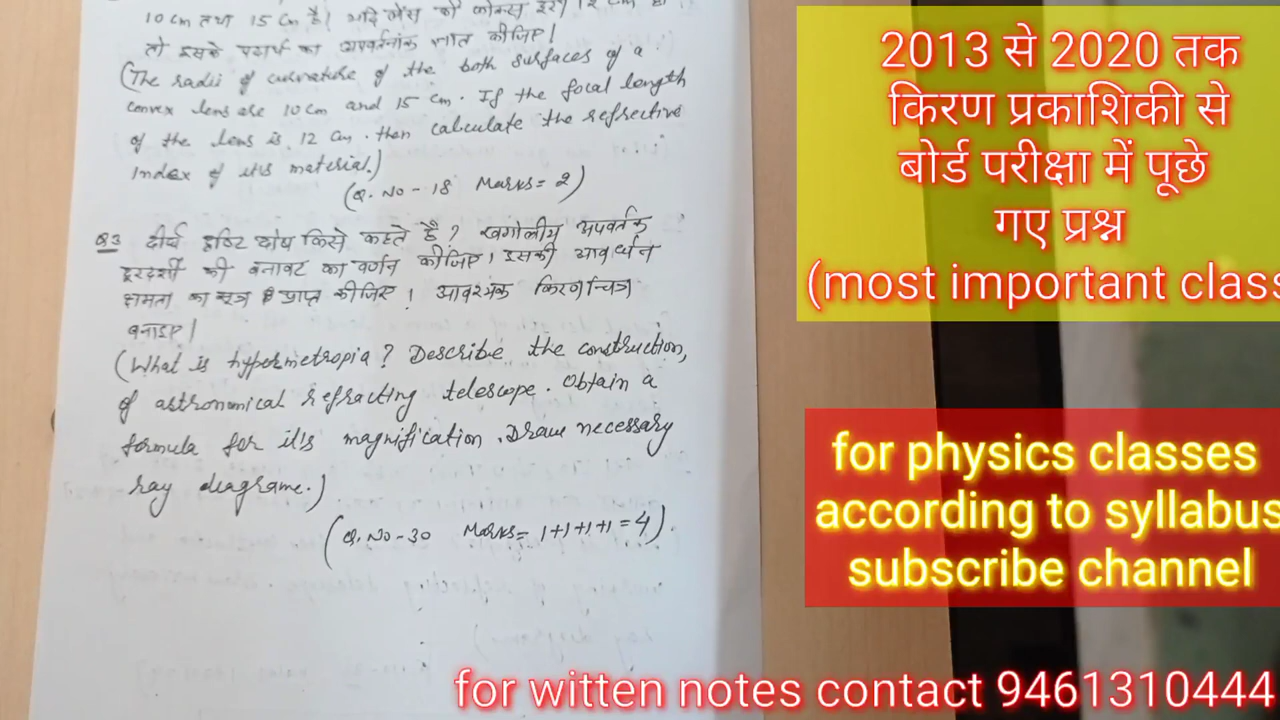 10 cm तथा 15 cm है। यदि लेंस की फोकस दूरी 12 cm हो
तो इसके पदार्थ का अपवर्तनांक ज्ञात कीजिए।
(The radii of curvature of the both surfaces of a
convex lens are 10 cm and 15 cm. If the focal length
of the lens is 12 cm. then calculate the refrective
Index of it's material.)
(Q. No - 18 Marks = 2)
Q3 दीर्घ दृष्टि दोष किसे कहते है? खगोलीय अपवर्तक
दूरदर्शी की बनावट का वर्णन कीजिए। इसकी आवर्धन
क्षमता का सूत्र प्राप्त कीजिए। आवश्यक किरण चित्र
बनाइए।
(What is hypermetropia? Describe the construction,
of astronomical refracting telescope. Obtain a
formula for it's magnification. Draw necessary
ray diagrame.)
(Q. No - 30 Marks = 1+1+1+1 = 4).
2013 से 2020 तक
किरण प्रकाशिकी से
बोर्ड परीक्षा में पूछे
गए प्रश्न
(most important class
for physics classes
according to syllabus
subscribe channel
for witten notes contact 9461310444